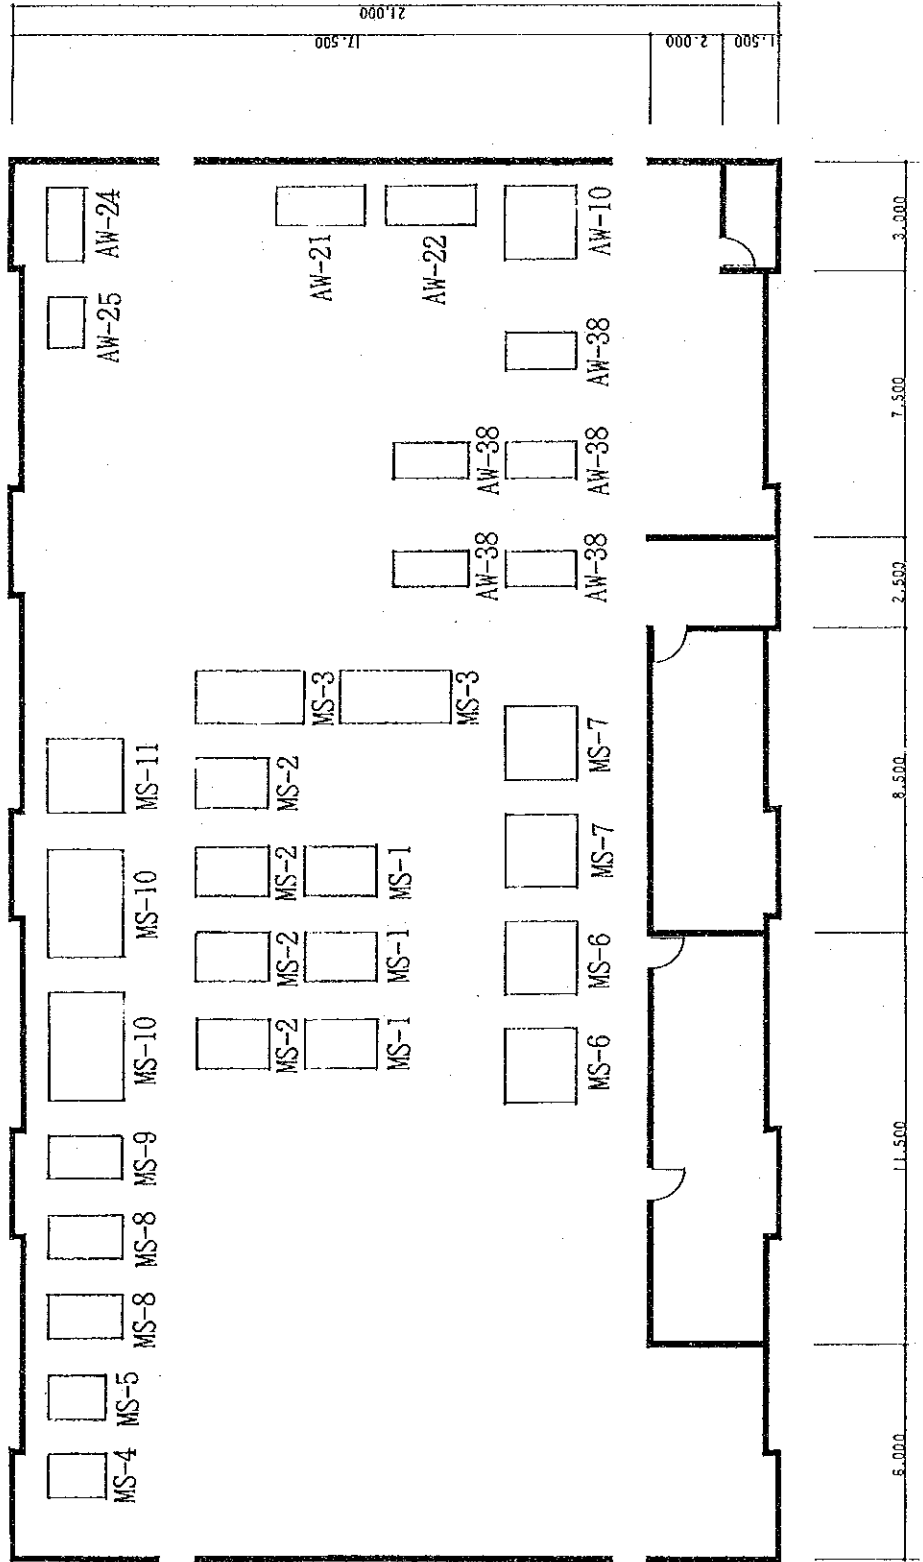 MS-4
MS-5
MS-8
MS-8
MS-9
MS-10
MS-10
MS-11
AW-25
AW-24
MS-2
MS-2
MS-2
MS-2
MS-3
AW-21
MS-1
MS-1
MS-1
MS-3
AW-38
AW-38
AW-22
MS-6
MS-6
MS-7
MS-7
AW-38
AW-38
AW-38
AW-10
21.000
17.500
2.000
1.500
6.000
11.500
8.500
2.500
7.500
3.000